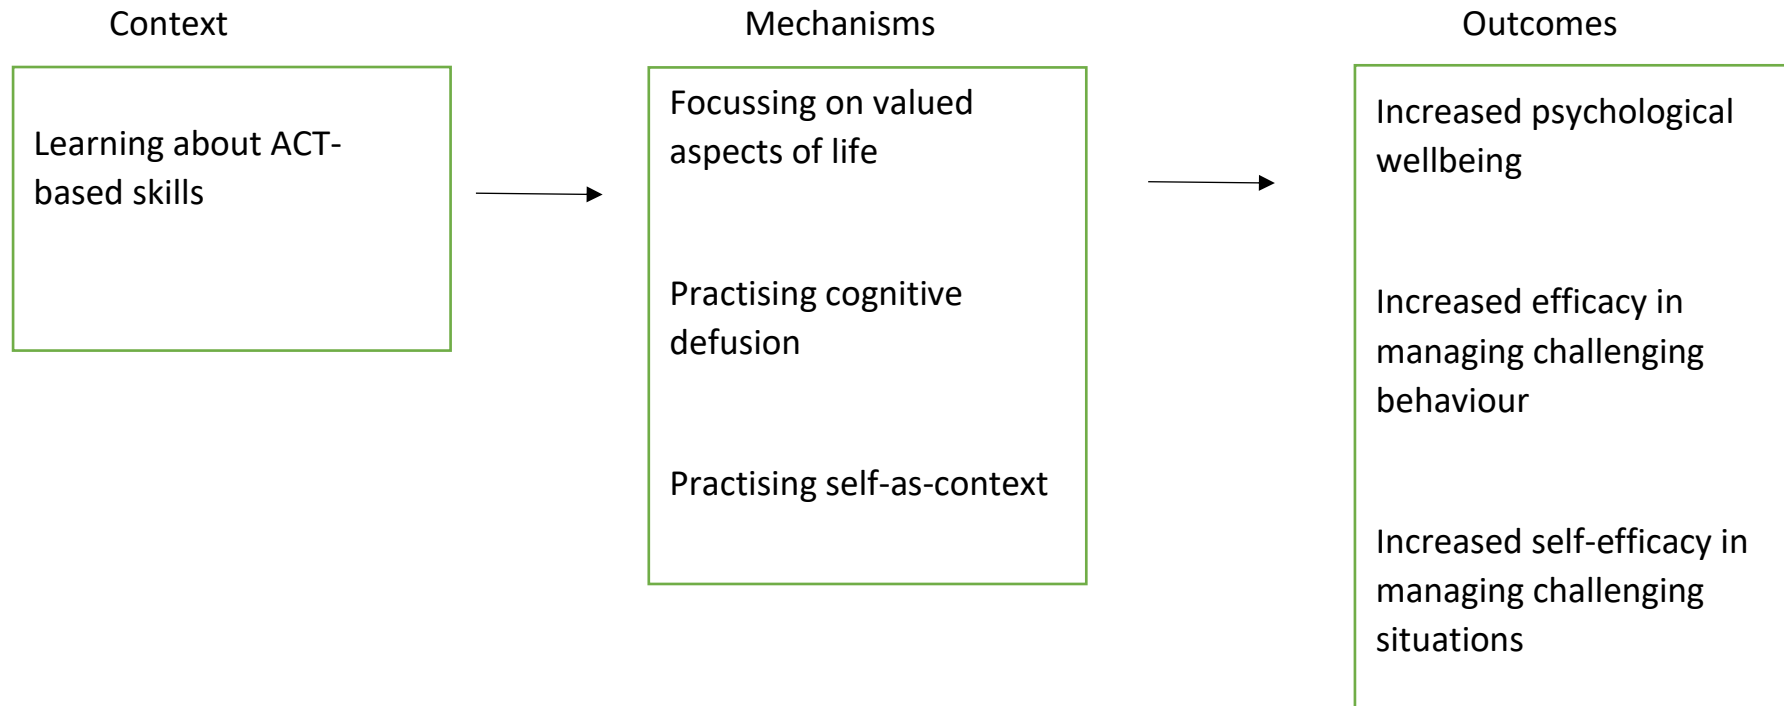 Context
Mechanisms
Outcomes
Learning about ACT-
based skills
Focussing on valued
aspects of life
Practising cognitive
defusion
Practising self-as-context
Increased psychological
wellbeing
Increased efficacy in
managing challenging
behaviour
Increased self-efficacy in
managing challenging
situations